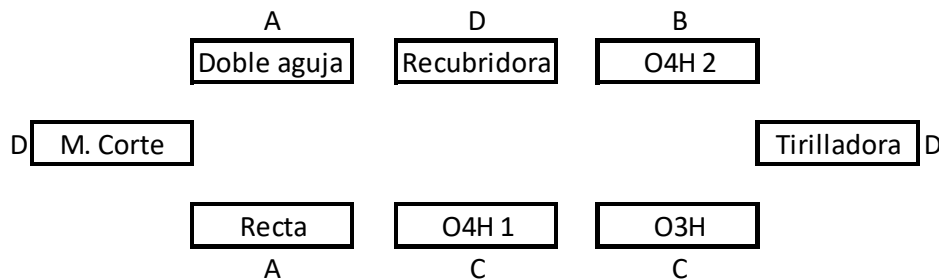 A D B
Doble aguja Recubridora O4H 2
D M. Corte Tirilladora D
Recta O4H 1 O3H
A C C